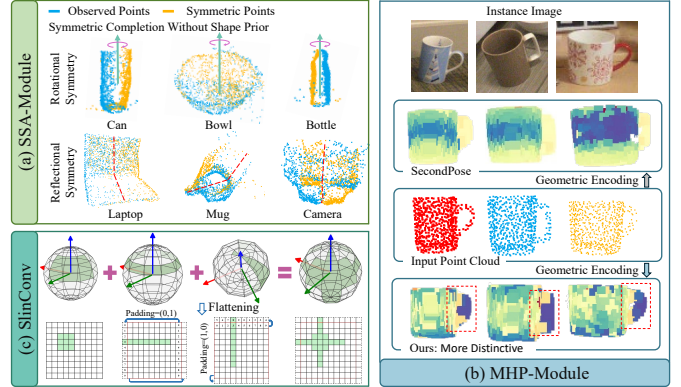 (a) SSA-Module
Observed Points
Symmetric Points
Symmetric Completion Without Shape Prior
Rotational
Symmetry
Can
Bowl
Bottle
Reflectional
Symmetry
Laptop
Mug
Camera
(c) SlinConv
Flattening
Padding=(0,1)
Padding=(1,0)
Instance Image
SecondPose
Geometric Encoding
Input Point Cloud
Geometric Encoding
Ours: More Distinctive
(b) MHP-Module